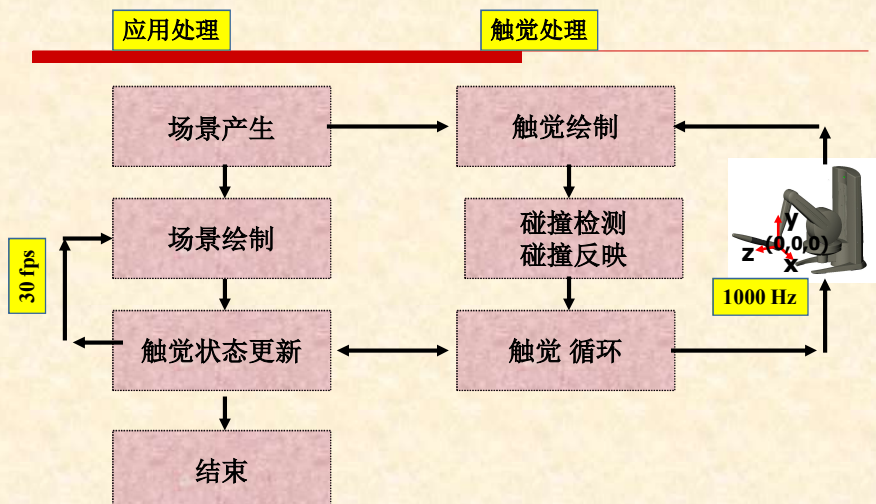 应用处理
触觉处理
场景产生
触觉绘制
场景绘制
碰撞检测
碰撞反映
y
(0,0,0)
z
x
30 fps
1000 Hz
触觉状态更新
触觉 循环
结束